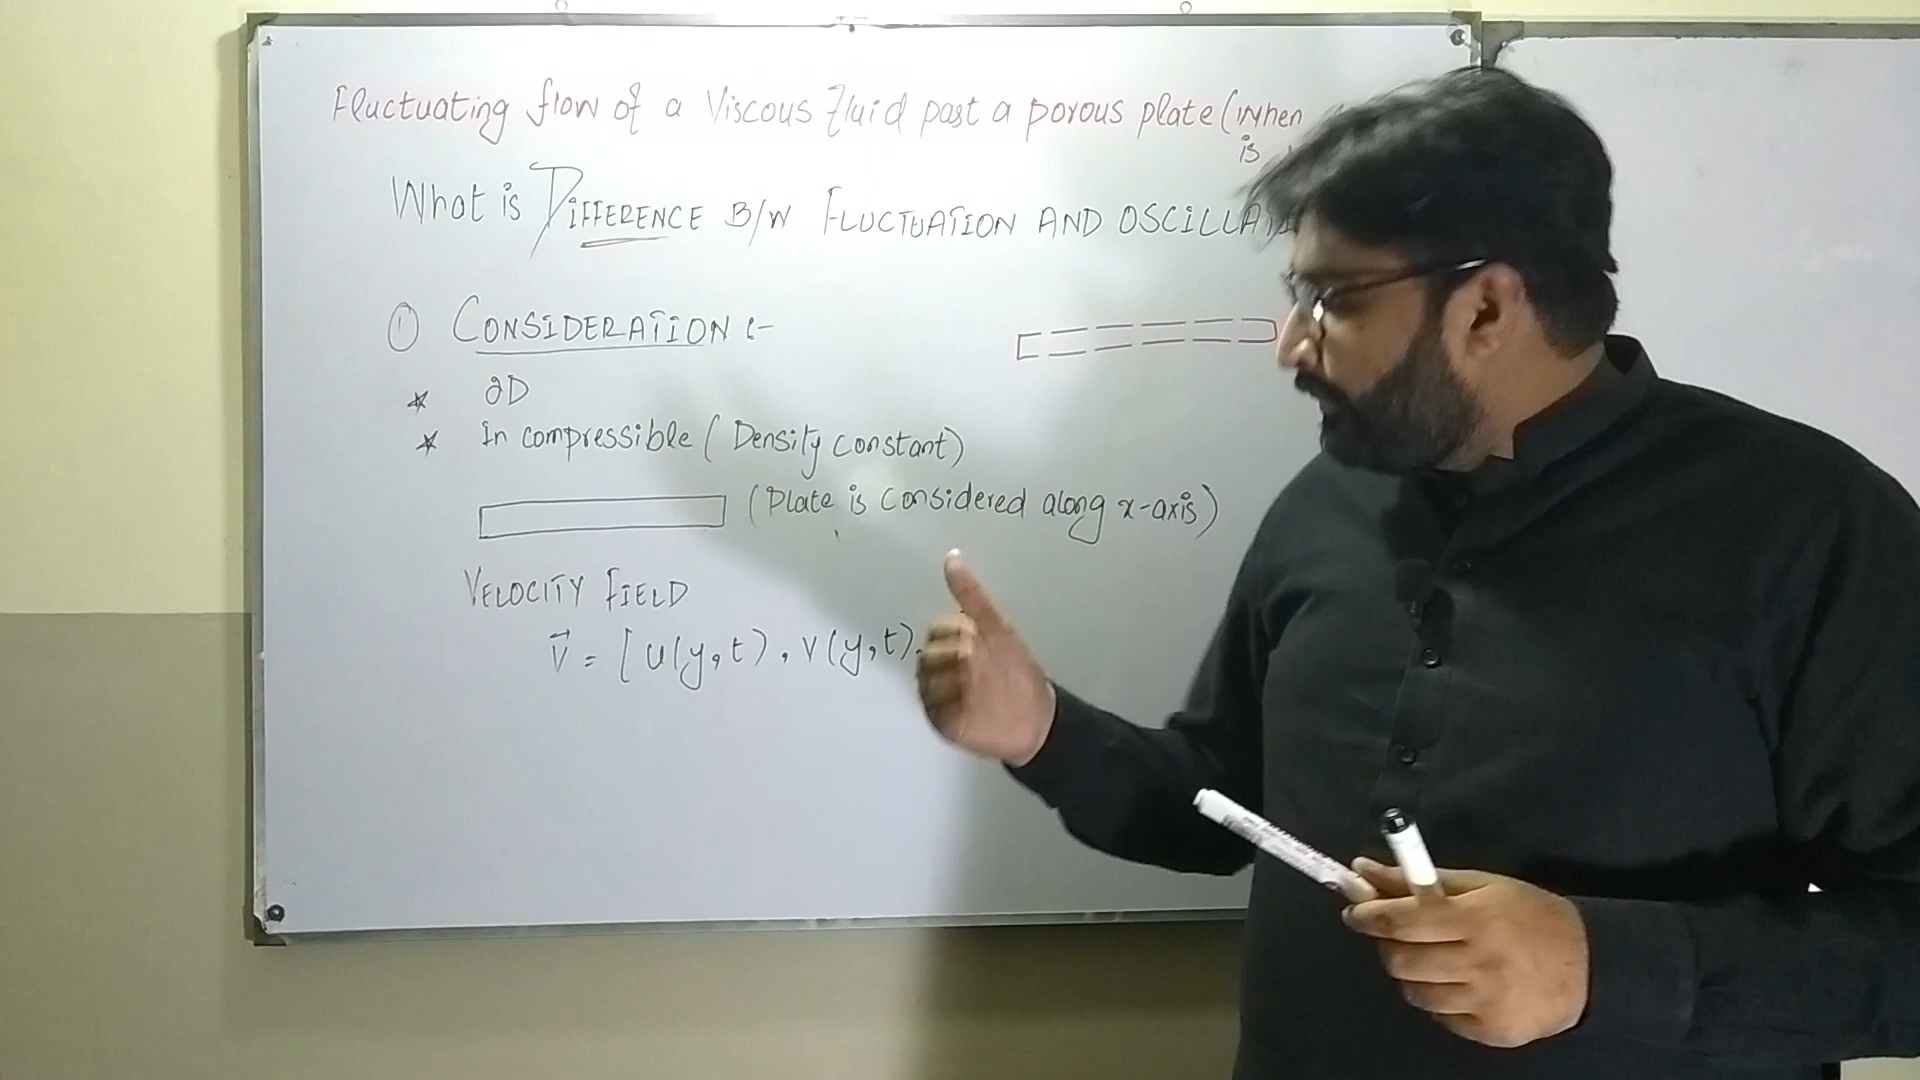 Fluctuating flow of a Viscous fluid past a porous plate (When
is
What is DIFFERENCE B/W FLUCTUATION AND
① CONSIDERATION :-
★ 2D
★ In compressible ( Density constant)
(Plate is considered along x-axis)
VELOCITY FIELD
V⃗ = [ u(y,t), v(y,t),